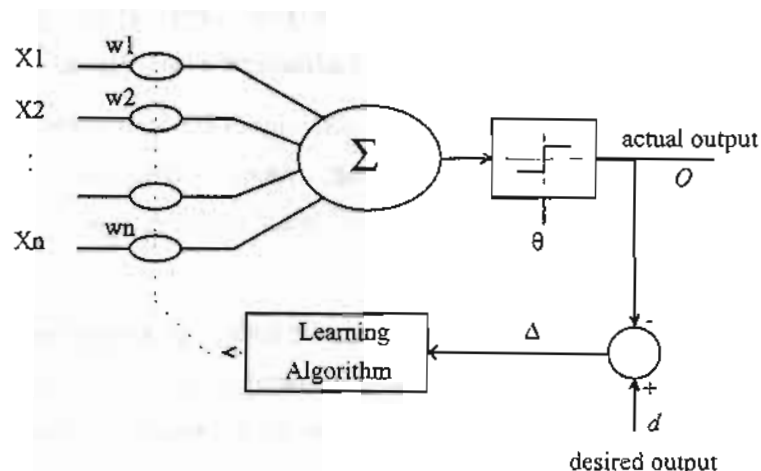 w1
X1
w2
X2
:
Σ
actual output
O
wn
Xn
θ
-
Learning
Algorithm
Δ
+
d
desired output